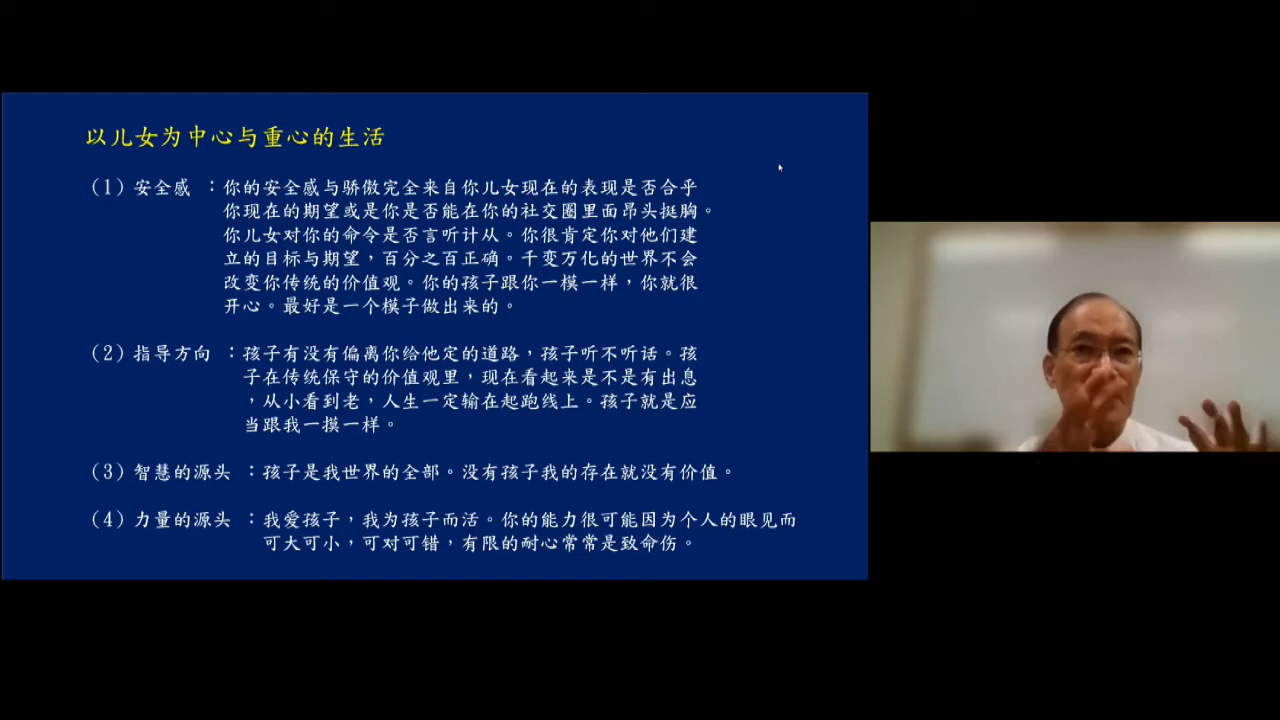 以儿女为中心与重心的生活
（1）安全感 ：你的安全感与骄傲完全来自你儿女现在的表现是否合乎
你现在的期望或是你是否能在你的社交圈里面昂头挺胸。
你儿女对你的命令是否言听计从。你很肯定你对他们建
立的目标与期望，百分之百正确。千变万化的世界不会
改变你传统的价值观。你的孩子跟你一模一样，你就很
开心。最好是一个模子做出来的。
（2）指导方向 ：孩子有没有偏离你给他定的道路，孩子听不听话。孩
子在传统保守的价值观里，现在看起来是不是有出息
，从小看到老，人生一定输在起跑线上。孩子就是应
当跟我一摸一样。
（3）智慧的源头 ：孩子是我世界的全部。没有孩子我的存在就没有价值。
（4）力量的源头 ：我爱孩子，我为孩子而活。你的能力很可能因为个人的眼见而
可大可小，可对可错，有限的耐心常常是致命伤。